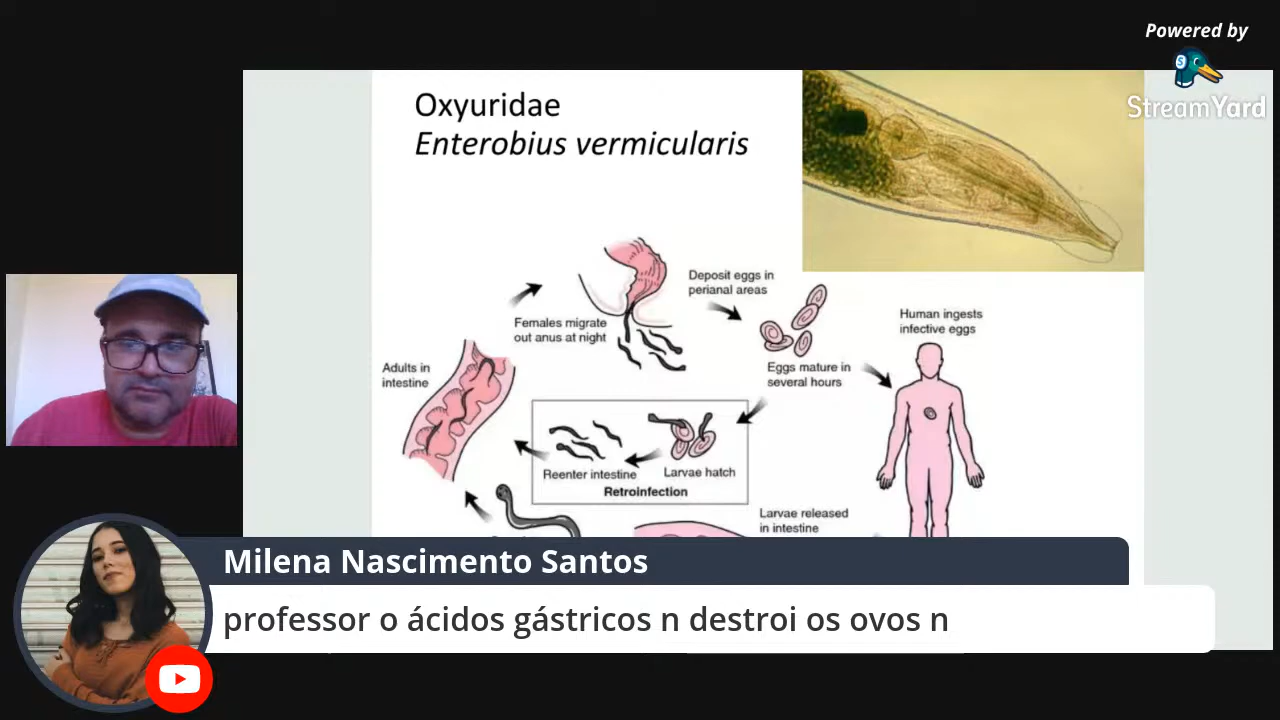 Powered by
StreamYard
Oxyuridae
Enterobius vermicularis
Deposit eggs in
perianal areas
Human ingests
infective eggs
Females migrate
out anus at night
Adults in
intestine
Eggs mature in
several hours
Reenter intestine
Larvae hatch
Retroinfection
Larvae released
in intestine
Milena Nascimento Santos
professor o ácidos gástricos n destroi os ovos n